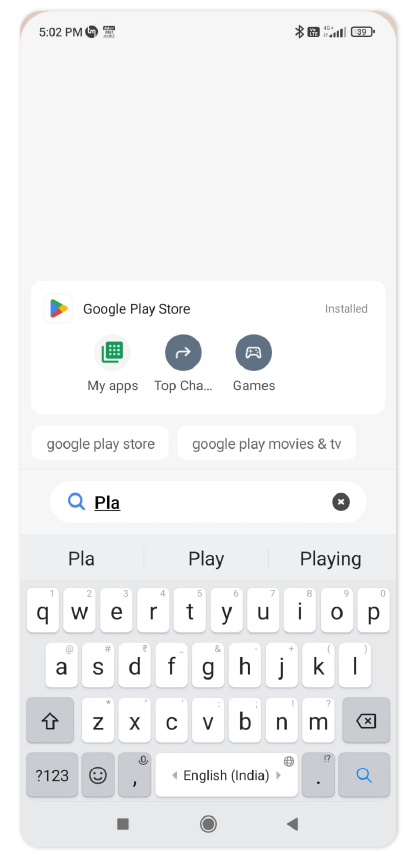 5:02 PM
4G+
39
Google Play Store
Installed
My apps Top Cha... Games
google play store google play movies & tv
Pla
Pla Play Playing
1 2 3 4 5 6 7 8 9 0
q w e r t y u i o p
@ # ₹ _ & - + ( )
a s d f g h j k l
* " ' : ; ! ?
z x c v b n m
!?
?123 , English (India) .